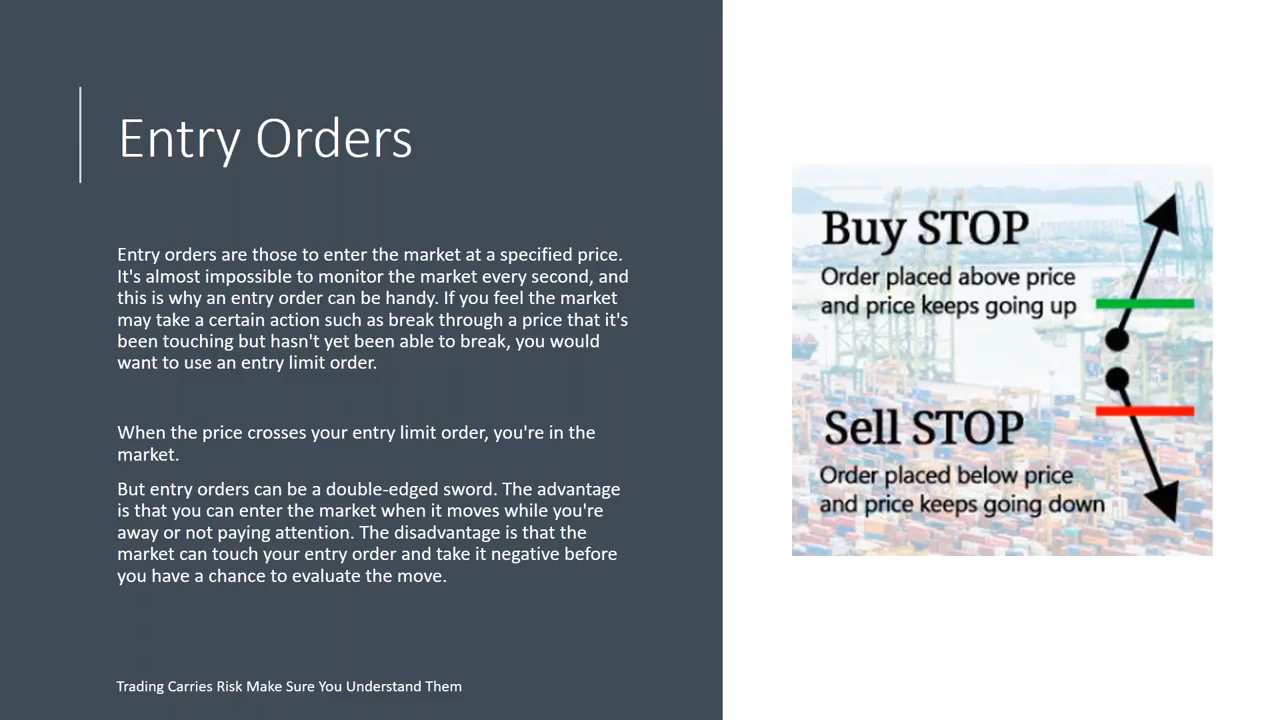 Entry Orders
Entry orders are those to enter the market at a specified price.
It's almost impossible to monitor the market every second, and
this is why an entry order can be handy. If you feel the market
may take a certain action such as break through a price that it's
been touching but hasn't yet been able to break, you would
want to use an entry limit order.
When the price crosses your entry limit order, you're in the
market.
But entry orders can be a double-edged sword. The advantage
is that you can enter the market when it moves while you're
away or not paying attention. The disadvantage is that the
market can touch your entry order and take it negative before
you have a chance to evaluate the move.
Trading Carries Risk Make Sure You Understand Them
Buy STOP
Order placed above price
and price keeps going up
Sell STOP
Order placed below price
and price keeps going down